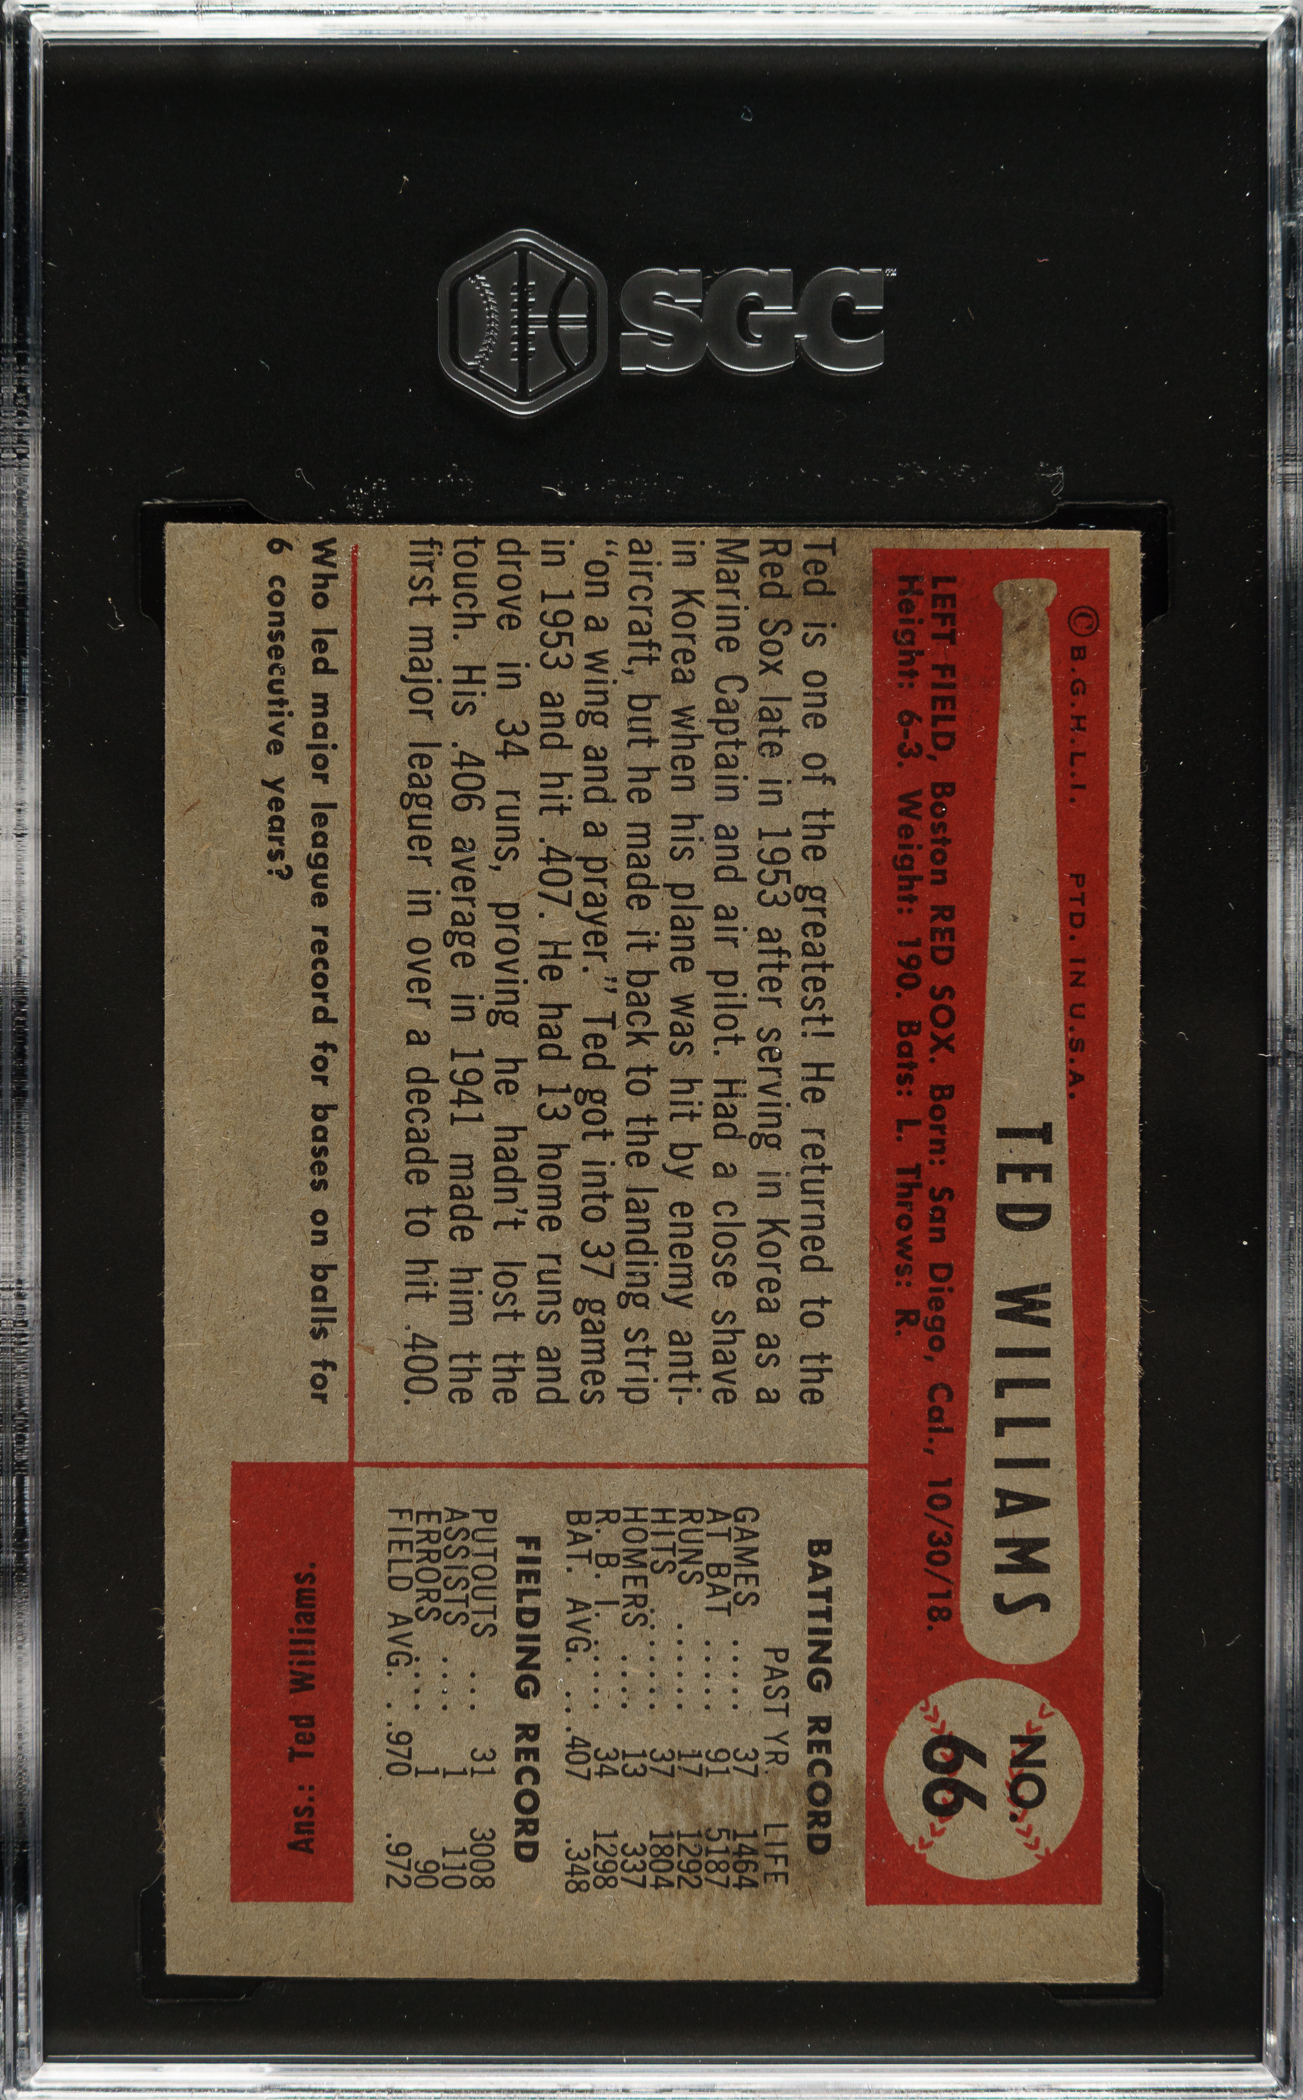 SGC™
© B.G.H.L.I. PTD. IN U.S.A.
TED WILLIAMS
NO.
66
LEFT FIELD, Boston RED SOX. Born: San Diego, Cal., 10/30/18.
Height: 6-3. Weight: 190. Bats: L. Throws: R.
Ted is one of the greatest! He returned to the
Red Sox late in 1953 after serving in Korea as a
Marine Captain and air pilot. Had a close shave
in Korea when his plane was hit by enemy anti-
aircraft, but he made it back to the landing strip
“on a wing and a prayer.” Ted got into 37 games
in 1953 and hit .407. He had 13 home runs and
drove in 34 runs, proving he hadn't lost the
touch. His .406 average in 1941 made him the
first major leaguer in over a decade to hit .400.
BATTING RECORD
PAST YR. LIFE
GAMES ..... 37 1464
AT BAT ..... 91 5187
RUNS ...... 17 1292
HITS ...... 37 1804
HOMERS .... 13 337
R. B. I. .... 34 1298
BAT. AVG. ...407 .348
FIELDING RECORD
PUTOUTS ... 31 3008
ASSISTS .... 1 110
ERRORS .... 1 90
FIELD AVG. ..970 .972
Who led major league record for bases on balls for
6 consecutive years?
Ans.: Ted Williams.